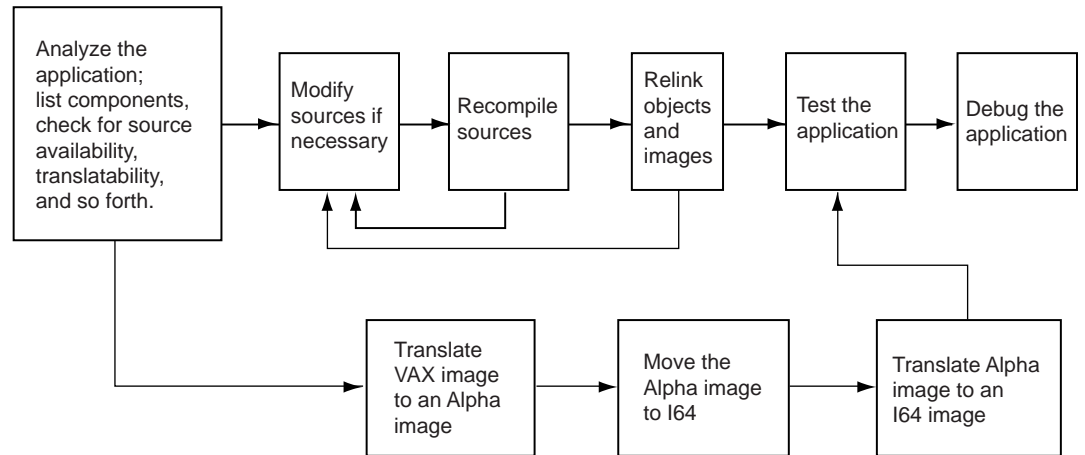 Analyze the
application;
list components,
check for source
availability,
translatability,
and so forth.
Modify
sources if
necessary
Recompile
sources
Relink
objects
and
images
Test the
application
Debug the
application
Translate
VAX image
to an Alpha
image
Move the
Alpha image
to I64
Translate Alpha
image to an
I64 image